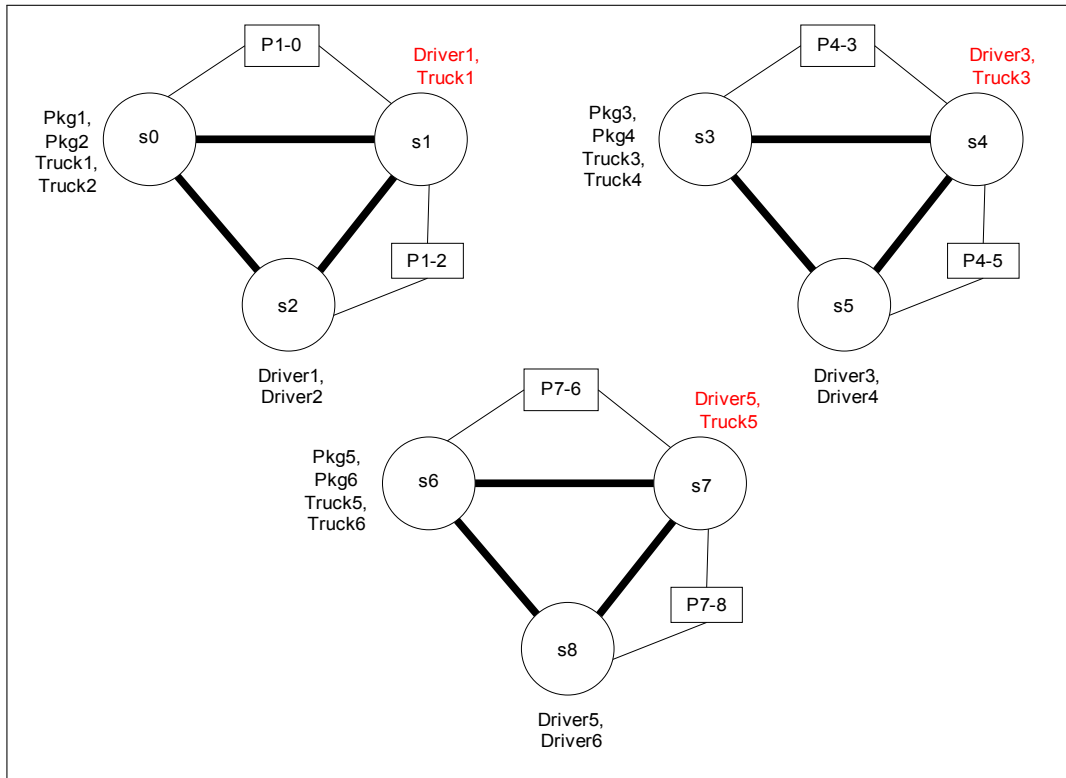 P1-0
Driver1,
Truck1
Pkg1,
Pkg2
Truck1,
Truck2
s0
s1
P1-2
s2
Driver1,
Driver2
P4-3
Driver3,
Truck3
Pkg3,
Pkg4
Truck3,
Truck4
s3
s4
P4-5
s5
Driver3,
Driver4
P7-6
Driver5,
Truck5
Pkg5,
Pkg6
Truck5,
Truck6
s6
s7
P7-8
s8
Driver5,
Driver6